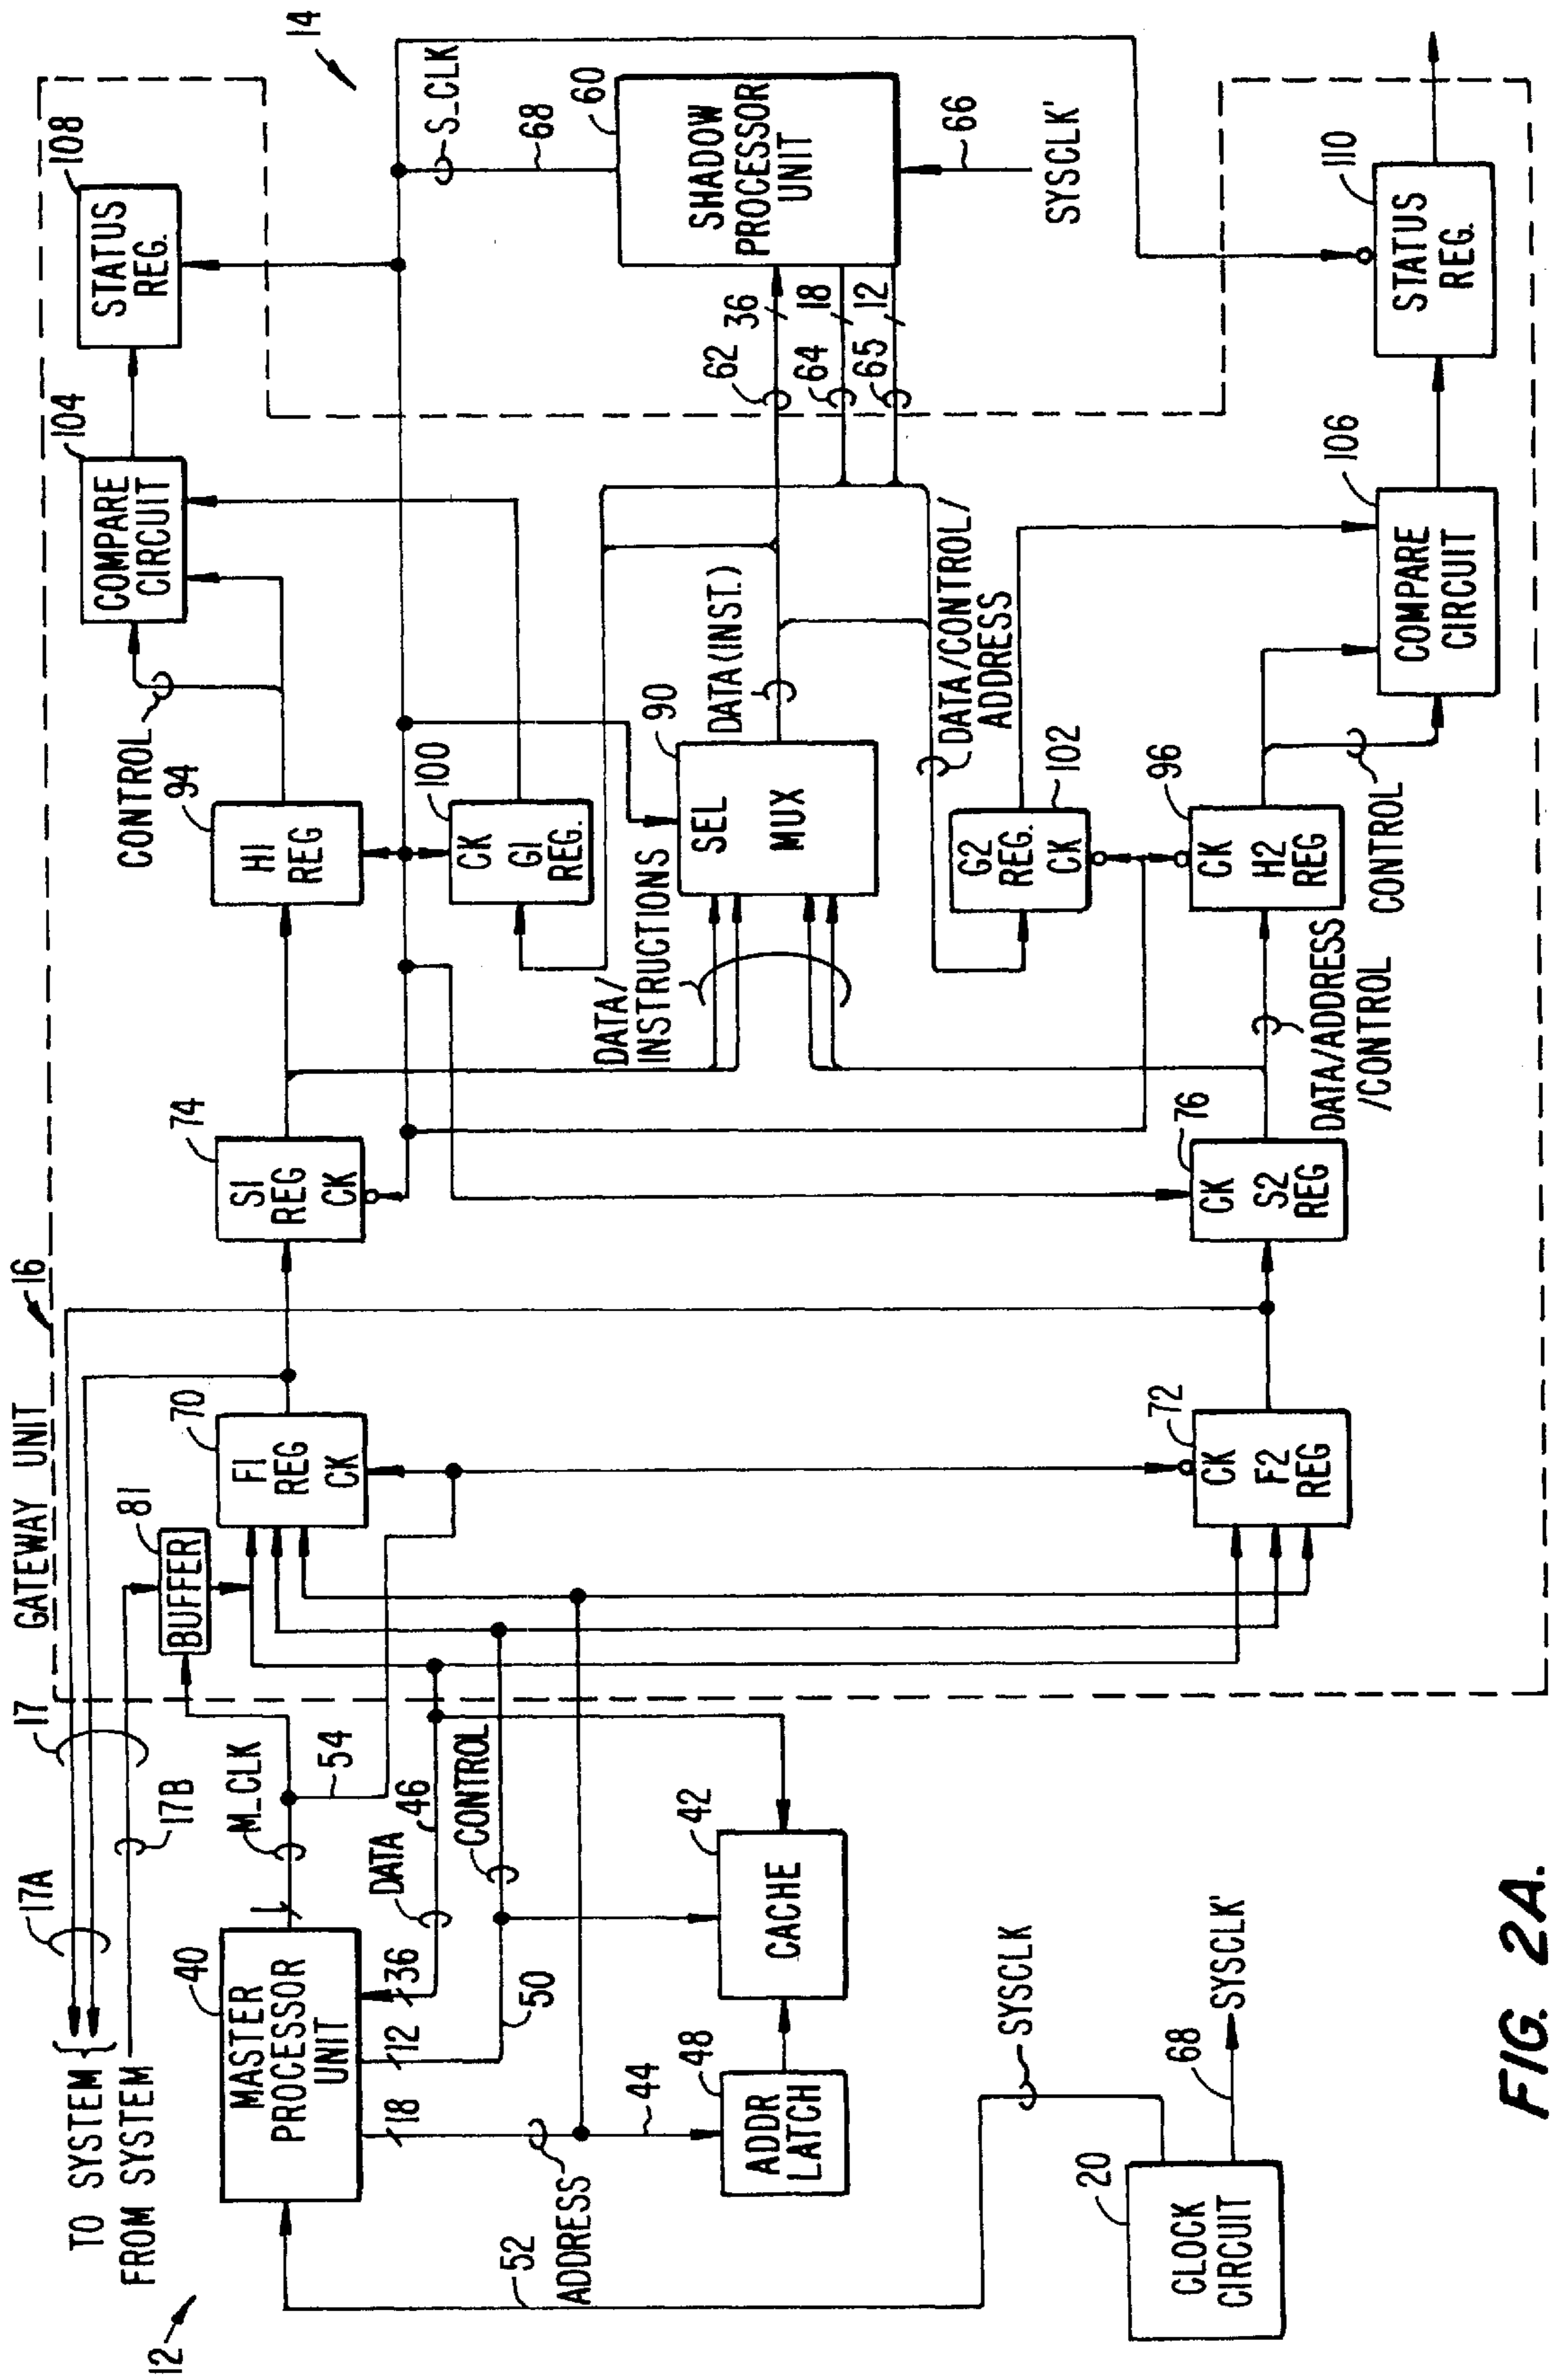 14
108
STATUS
REG.
S_CLK
68
60
SHADOW
PROCESSOR
UNIT
66
SYSCLK'
110
STATUS
REG.
104
COMPARE
CIRCUIT
62
36
64
18
65
12
106
COMPARE
CIRCUIT
CONTROL
94
H1
REG
100
CK
G1
REG.
90
SEL
MUX
DATA (INST.)
DATA/CONTROL/
ADDRESS
102
G2
REG.
CK
96
CK
H2
REG
CONTROL
DATA/
INSTRUCTIONS
DATA/ADDRESS
/CONTROL
74
S1
REG
CK
76
CK
S2
REG
16
GATEWAY UNIT
81
BUFFER
70
F1
REG
CK
72
CK
F2
REG
17
17A
17B
M_CLK
54
DATA
46
CONTROL
TO SYSTEM {
FROM SYSTEM
40
MASTER
PROCESSOR
UNIT
36
12
18
50
42
CACHE
44
48
ADDR
LATCH
ADDRESS
52
12
SYSCLK
SYSCLK'
68
20
CLOCK
CIRCUIT
FIG. 2A.